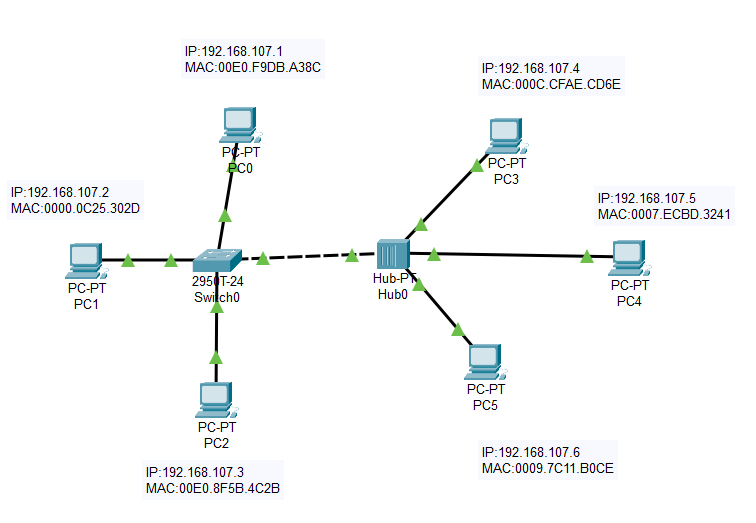 IP:192.168.107.1
MAC:00E0.F9DB.A38C
PC-PT
PC0
IP:192.168.107.4
MAC:000C.CFAE.CD6E
PC-PT
PC3
IP:192.168.107.2
MAC:0000.0C25.302D
PC-PT
PC1
IP:192.168.107.5
MAC:0007.ECBD.3241
PC-PT
PC4
2950T-24
Switch0
Hub-PT
Hub0
PC-PT
PC2
PC-PT
PC5
IP:192.168.107.3
MAC:00E0.8F5B.4C2B
IP:192.168.107.6
MAC:0009.7C11.B0CE